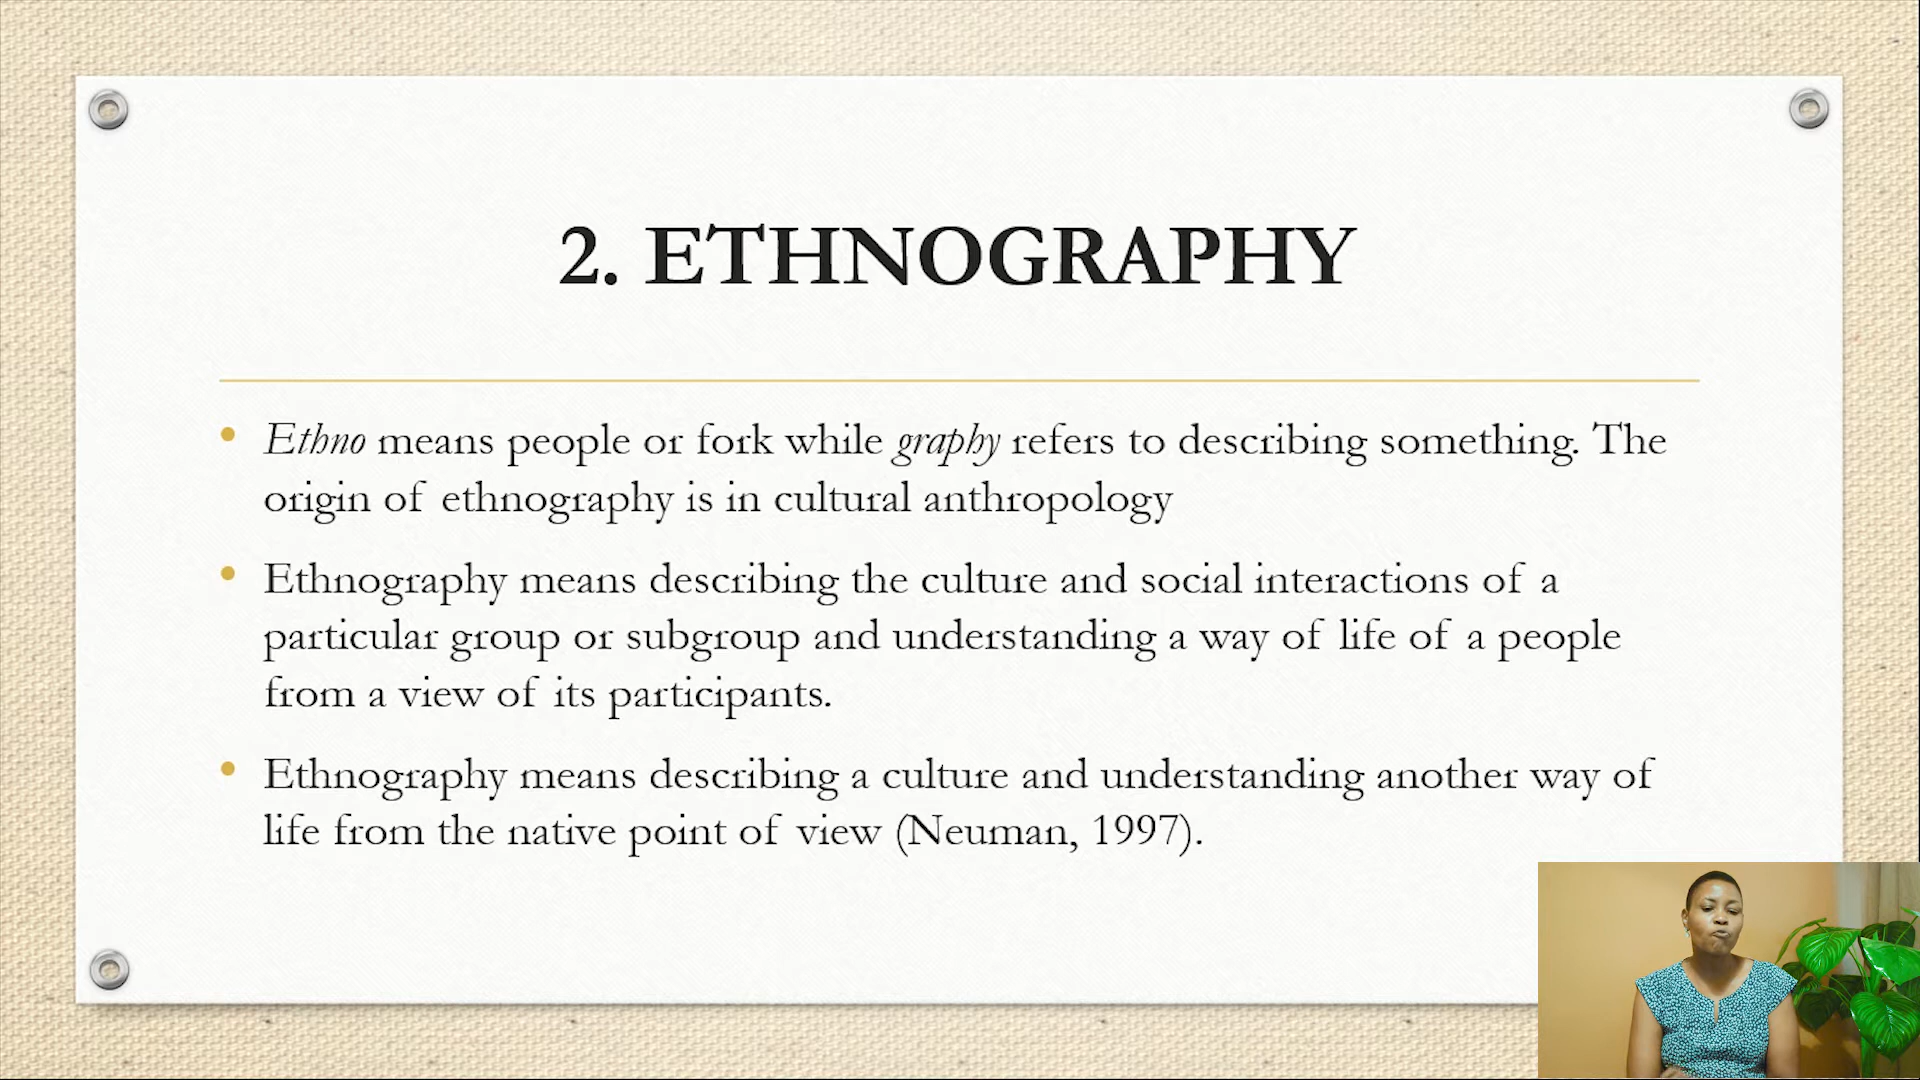 2. ETHNOGRAPHY
• Ethno means people or fork while graphy refers to describing something. The
origin of ethnography is in cultural anthropology
• Ethnography means describing the culture and social interactions of a
particular group or subgroup and understanding a way of life of a people
from a view of its participants.
• Ethnography means describing a culture and understanding another way of
life from the native point of view (Neuman, 1997).